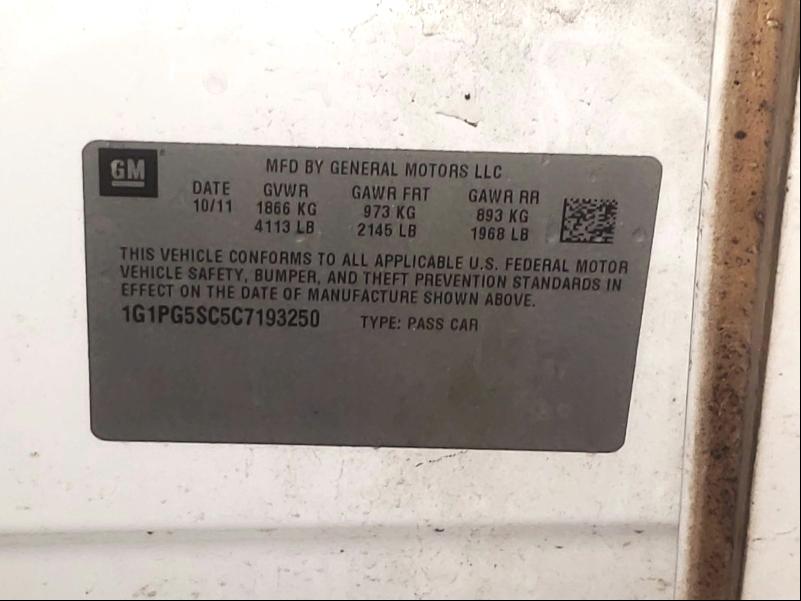 GM
MFD BY GENERAL MOTORS LLC
DATE GVWR GAWR FRT GAWR RR
10/11 1866 KG 973 KG 893 KG
4113 LB 2145 LB 1968 LB
THIS VEHICLE CONFORMS TO ALL APPLICABLE U.S. FEDERAL MOTOR
VEHICLE SAFETY, BUMPER, AND THEFT PREVENTION STANDARDS IN
EFFECT ON THE DATE OF MANUFACTURE SHOWN ABOVE.
1G1PG5SC5C7193250 TYPE: PASS CAR